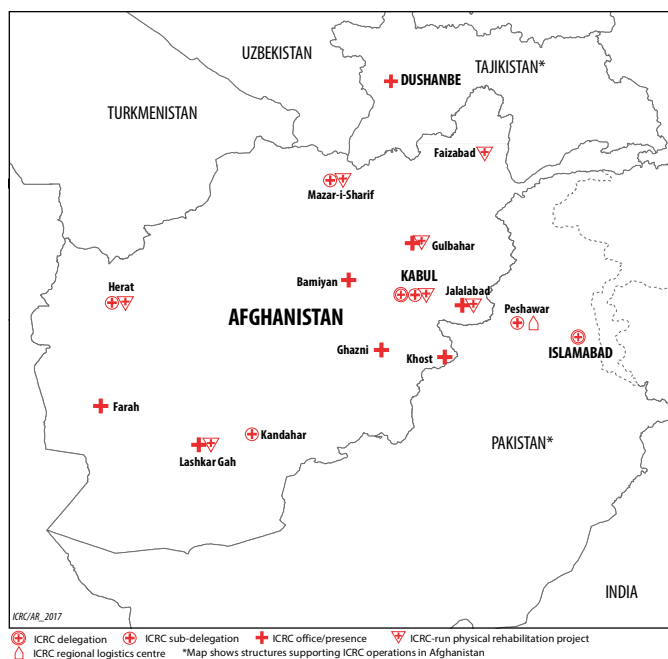 UZBEKISTAN
DUSHANBE
TAJIKISTAN*
TURKMENISTAN
Faizabad
Mazar-i-Sharif
Gulbahar
KABUL
Bamiyan
Herat
Jalalabad
Peshawar
AFGHANISTAN
Ghazni
Khost
ISLAMABAD
Farah
Kandahar
PAKISTAN*
Lashkar Gah
INDIA
ICRC/AR_2017
ICRC delegation ICRC sub-delegation ICRC office/presence ICRC-run physical rehabilitation project
ICRC regional logistics centre *Map shows structures supporting ICRC operations in Afghanistan